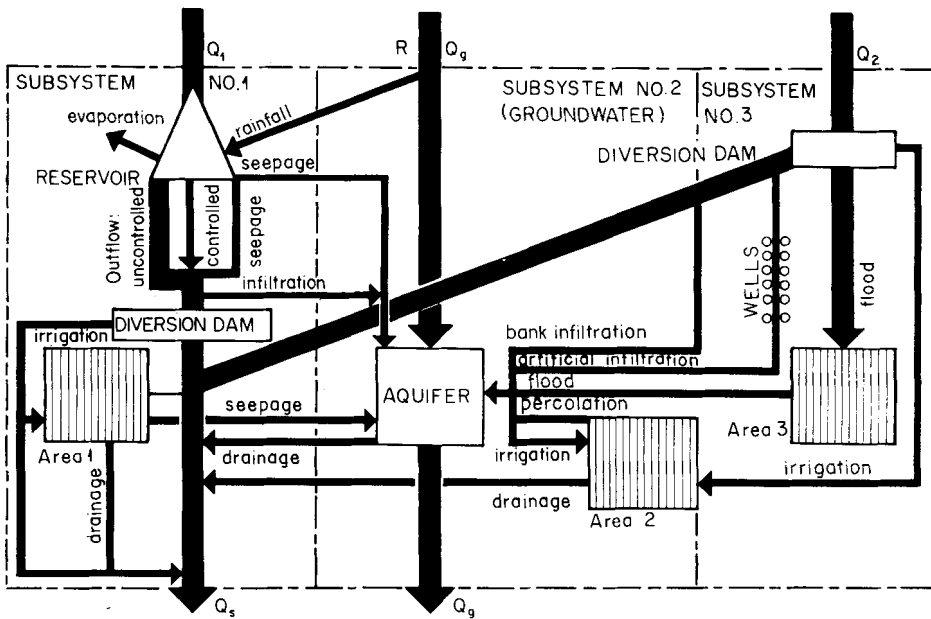 Q₁
R
Qg
Q₂
SUBSYSTEM NO.1
SUBSYSTEM NO.2
(GROUNDWATER)
SUBSYSTEM
NO.3
evaporation
rainfall
seepage
RESERVOIR
DIVERSION DAM
Outflow:
uncontrolled
controlled
seepage
infiltration
WELLS
flood
DIVERSION DAM
irrigation
bank infiltration
artificial infiltration
flood
percolation
AQUIFER
seepage
Area 1
drainage
irrigation
Area 3
irrigation
drainage
drainage
Area 2
Qs
Qg